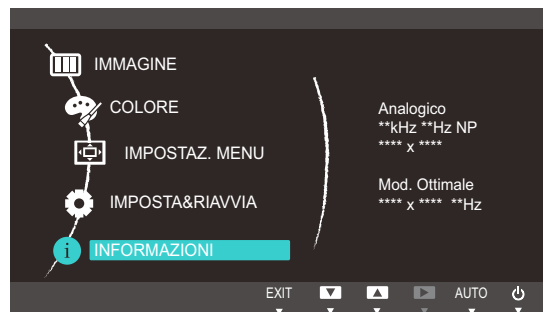 IMMAGINE
COLORE
IMPOSTAZ. MENU
IMPOSTA&RIAVVIA
i INFORMAZIONI
Analogico
**kHz **Hz NP
**** x ****
Mod. Ottimale
**** x **** **Hz
EXIT AUTO